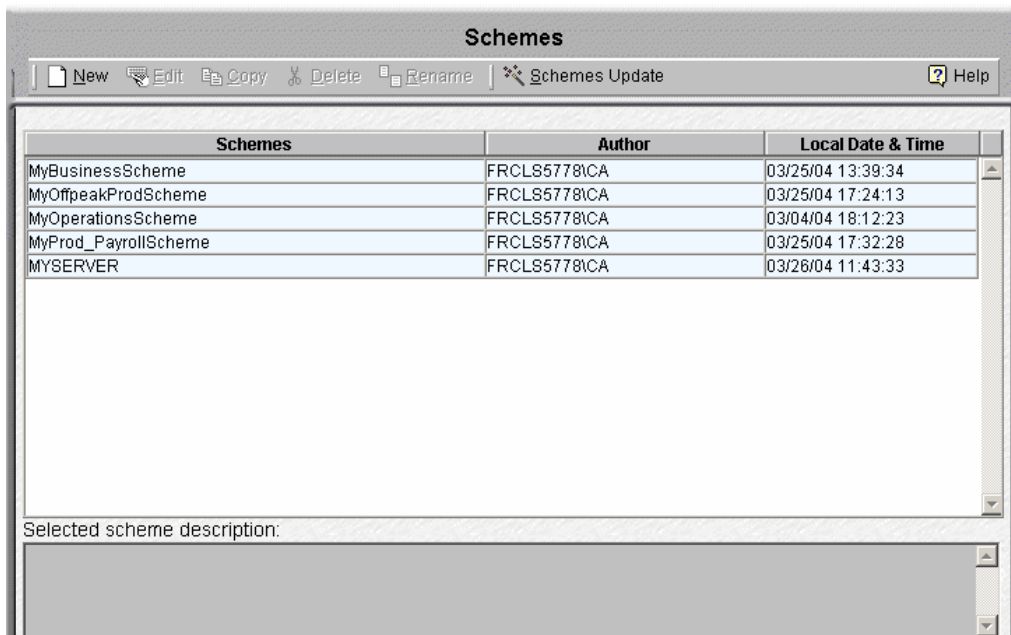 Schemes
New Edit Copy Delete Rename Schemes Update Help
Schemes Author Local Date & Time
MyBusinessScheme FRCLS5778\CA 03/25/04 13:39:34
MyOffpeakProdScheme FRCLS5778\CA 03/25/04 17:24:13
MyOperationsScheme FRCLS5778\CA 03/04/04 18:12:23
MyProd_PayrollScheme FRCLS5778\CA 03/25/04 17:32:28
MYSERVER FRCLS5778\CA 03/26/04 11:43:33
Selected scheme description: